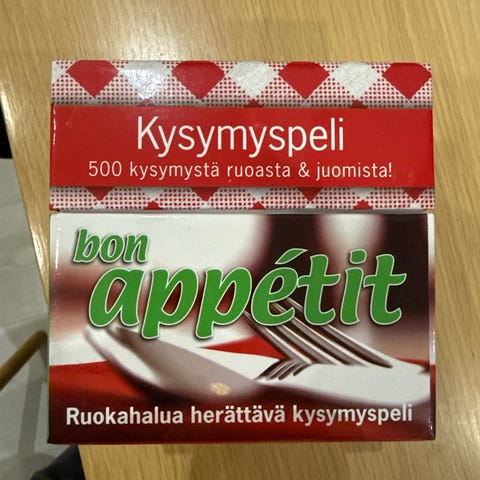 Kysymyspeli
500 kysymystä ruoasta & juomista!
bon
appétit
Ruokahalua herättävä kysymyspeli